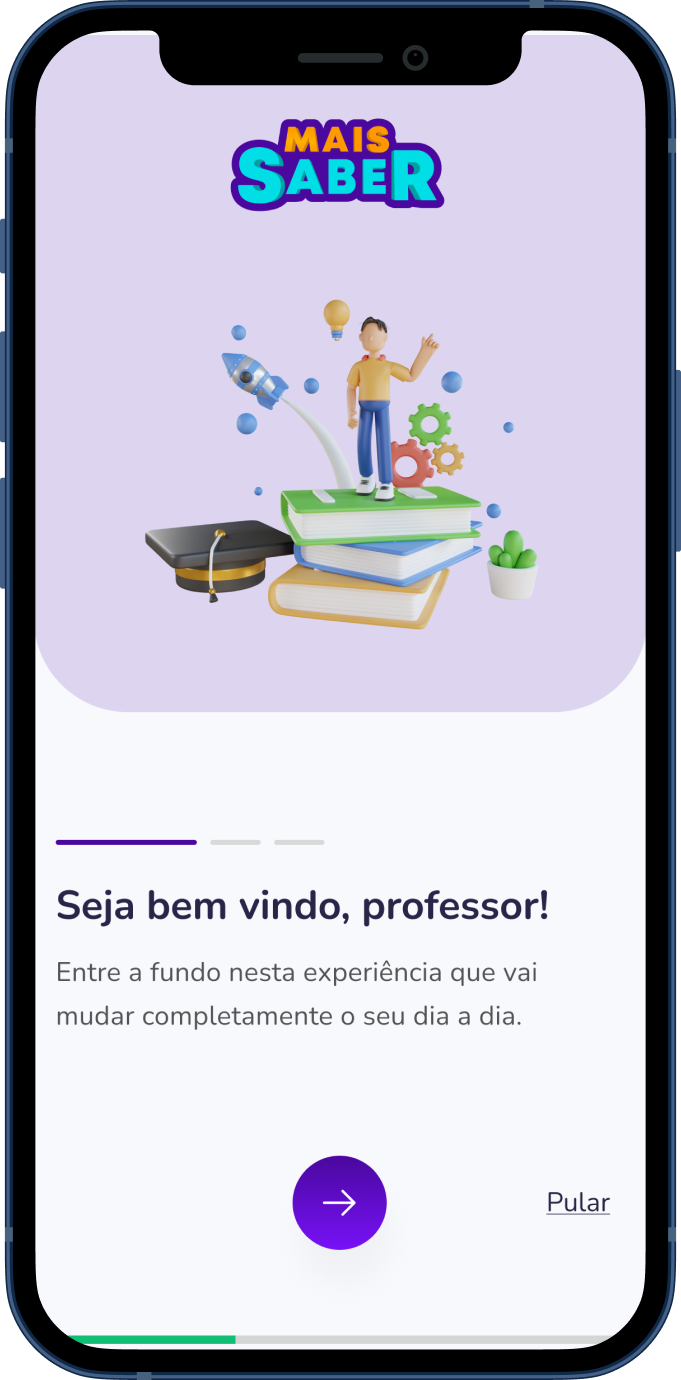 MAIS
SABER
Seja bem vindo, professor!
Entre a fundo nesta experiência que vai
mudar completamente o seu dia a dia.
Pular